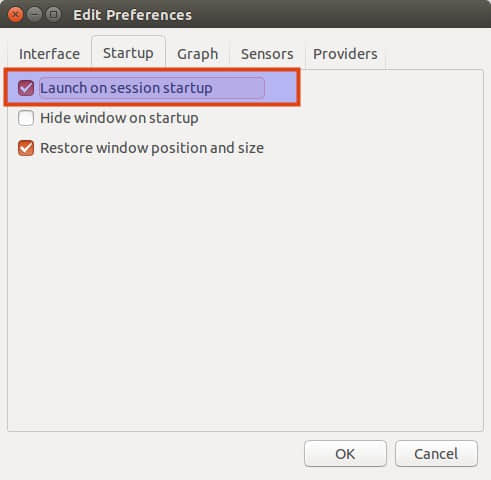 Edit Preferences
Interface Startup Graph Sensors Providers
Launch on session startup
Hide window on startup
Restore window position and size
OK Cancel